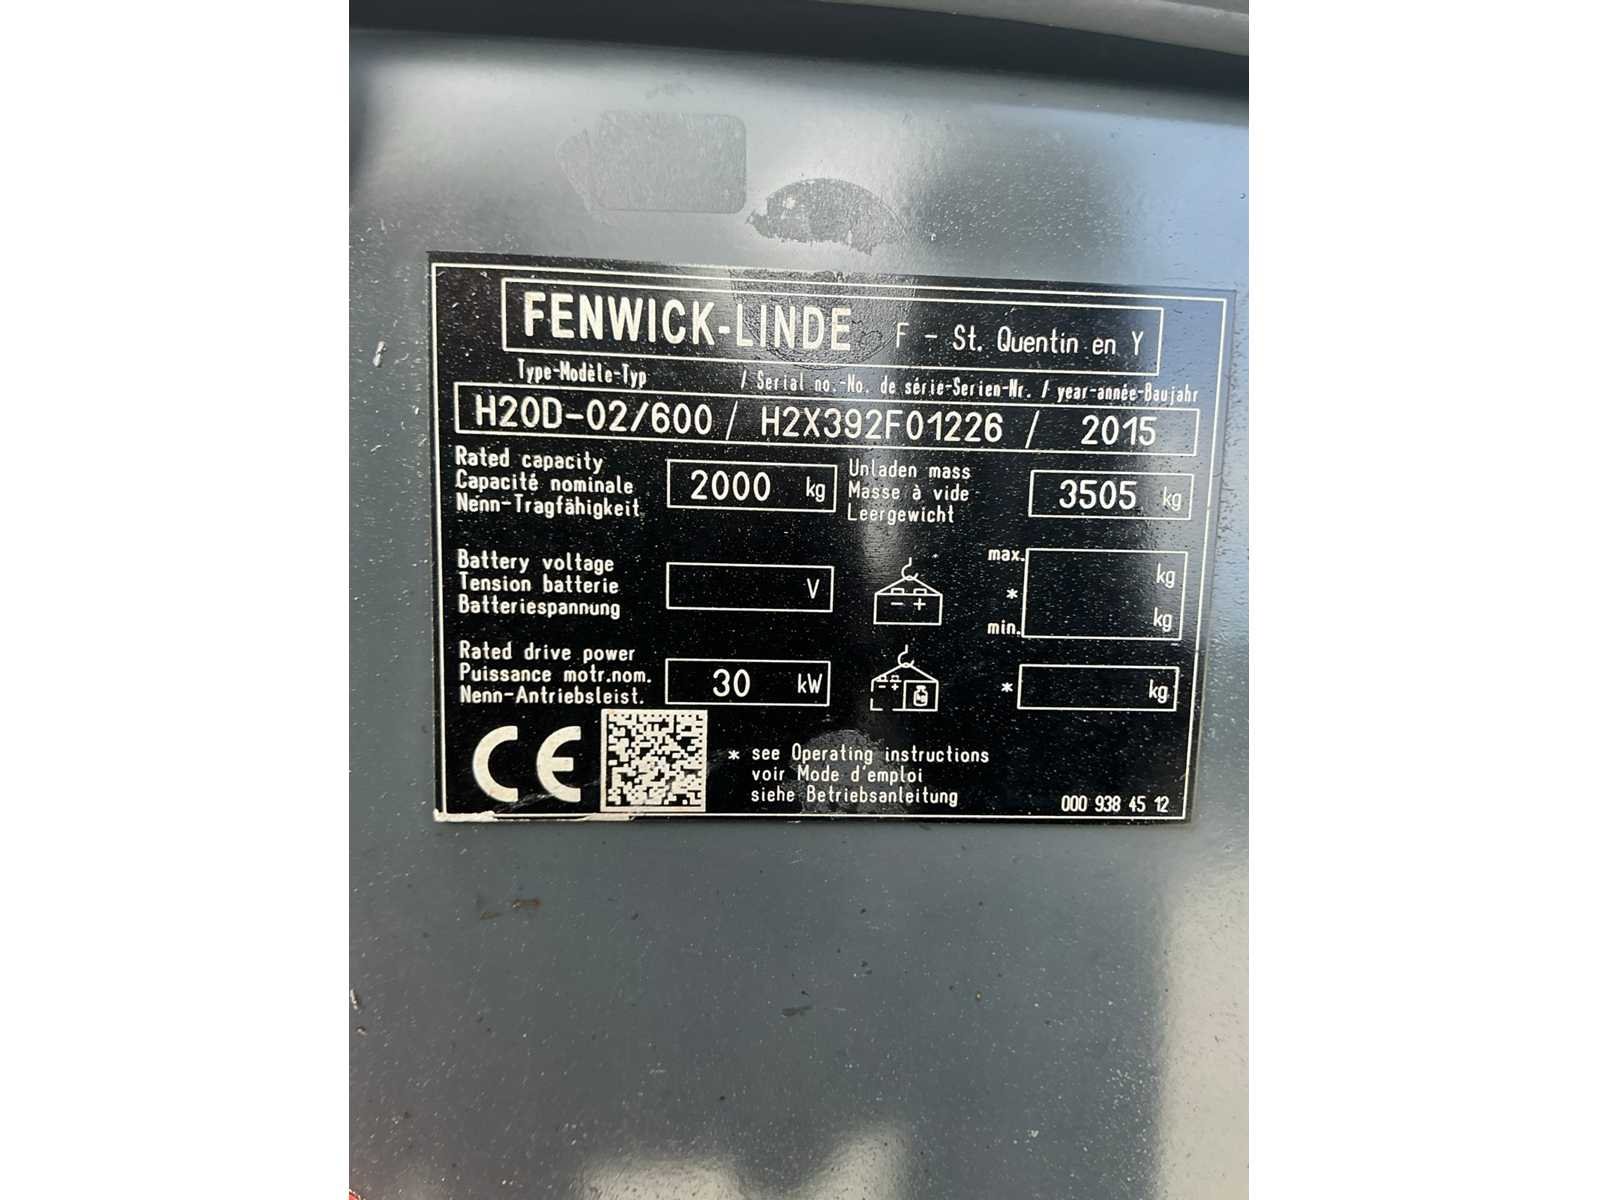 FENWICK-LINDE F - St. Quentin en Y
Type-Modèle-Typ / Serial no.-No. de série-Serien-Nr. / year-année-Baujahr
H20D-02/600 / H2X392F01226 / 2015
Rated capacity
Capacité nominale
Nenn-Tragfähigkeit
2000 kg
Unladen mass
Masse à vide
Leergewicht
3505 kg
Battery voltage
Tension batterie
Batteriespannung
V
max. kg
*
min. kg
Rated drive power
Puissance motr.nom.
Nenn-Antriebsleist.
30 kW
kg
* kg
CE
* see Operating instructions
voir Mode d'emploi
siehe Betriebsanleitung
000 938 45 12